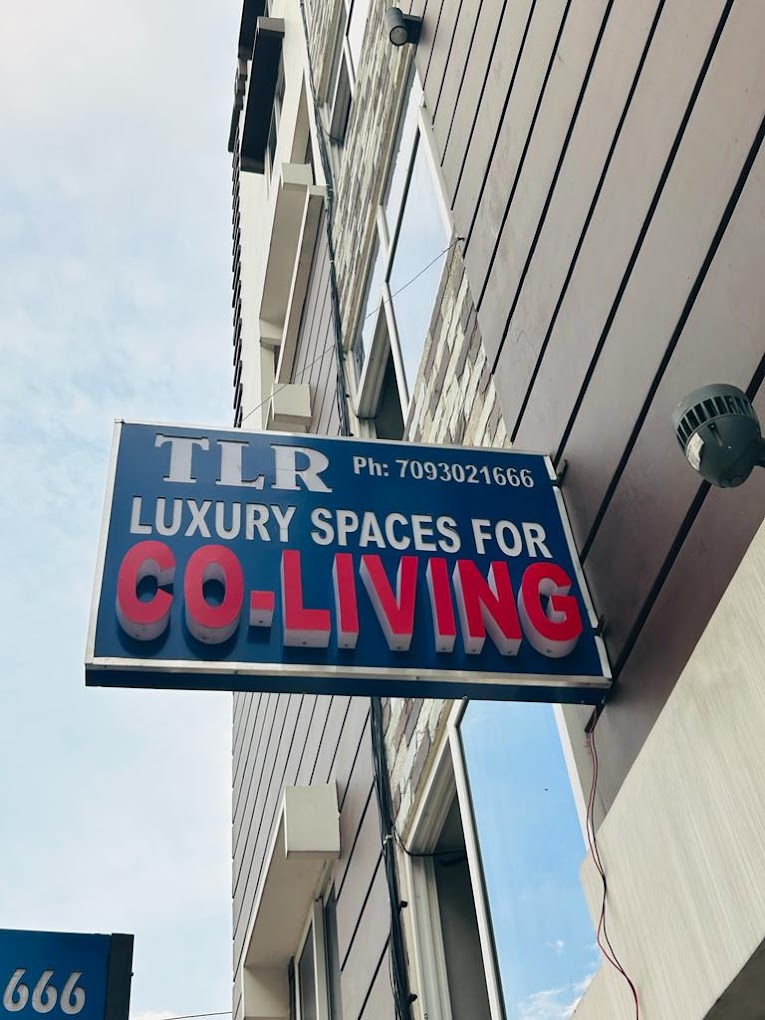 TLR Ph: 7093021666
LUXURY SPACES FOR
CO-LIVING
666